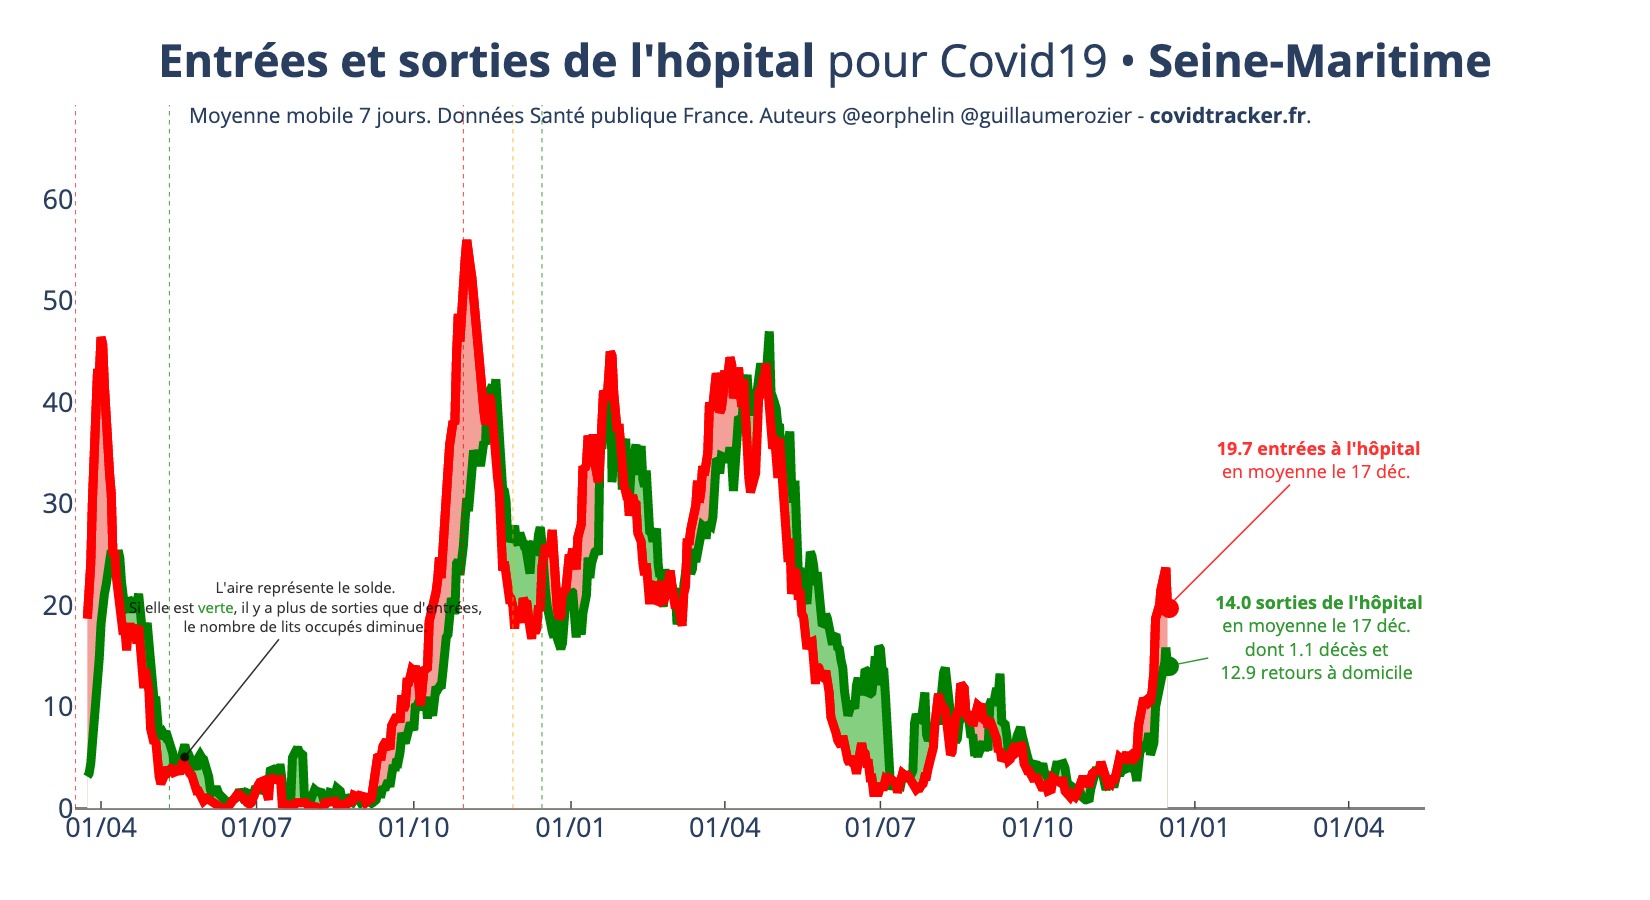 Entrées et sorties de l'hôpital pour Covid19 • Seine-Maritime
Moyenne mobile 7 jours. Données Santé publique France. Auteurs @eorphelin @guillaumerozier - covidtracker.fr.
60
50
40
30
20
10
0
L'aire représente le solde.
Si elle est verte, il y a plus de sorties que d'entrées,
le nombre de lits occupés diminue.
19.7 entrées à l'hôpital
en moyenne le 17 déc.
14.0 sorties de l'hôpital
en moyenne le 17 déc.
dont 1.1 décès et
12.9 retours à domicile
01/04
01/07
01/10
01/01
01/04
01/07
01/10
01/01
01/04